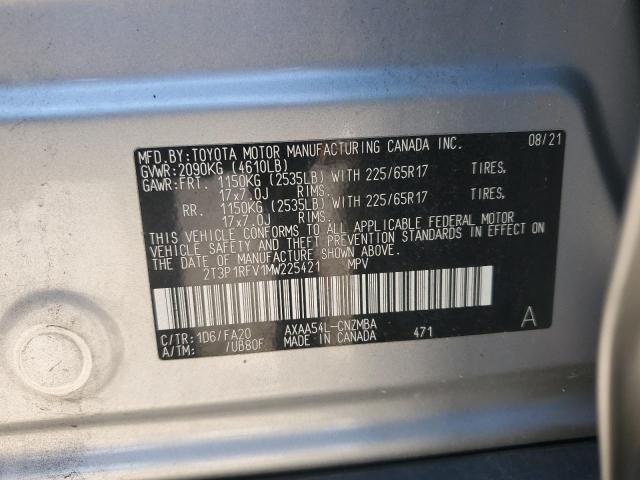 MFD.BY:TOYOTA MOTOR MANUFACTURING CANADA INC. 08/21
GVWR:2090KG (4610LB)
GAWR:FRT. 1150KG (2535LB) WITH 225/65R17 TIRES,
17x7.0J RIMS.
RR. 1150KG (2535LB) WITH 225/65R17 TIRES,
17x7.0J RIMS.
THIS VEHICLE CONFORMS TO ALL APPLICABLE FEDERAL MOTOR
VEHICLE SAFETY AND THEFT PREVENTION STANDARDS IN EFFECT ON
THE DATE OF MANUFACTURE SHOWN ABOVE.
2T3P1RFV1MW225421 MPV
C/TR:1D6/FA20 AXAA54L-CNZMBA A
A/TM: /UB80F MADE IN CANADA 471